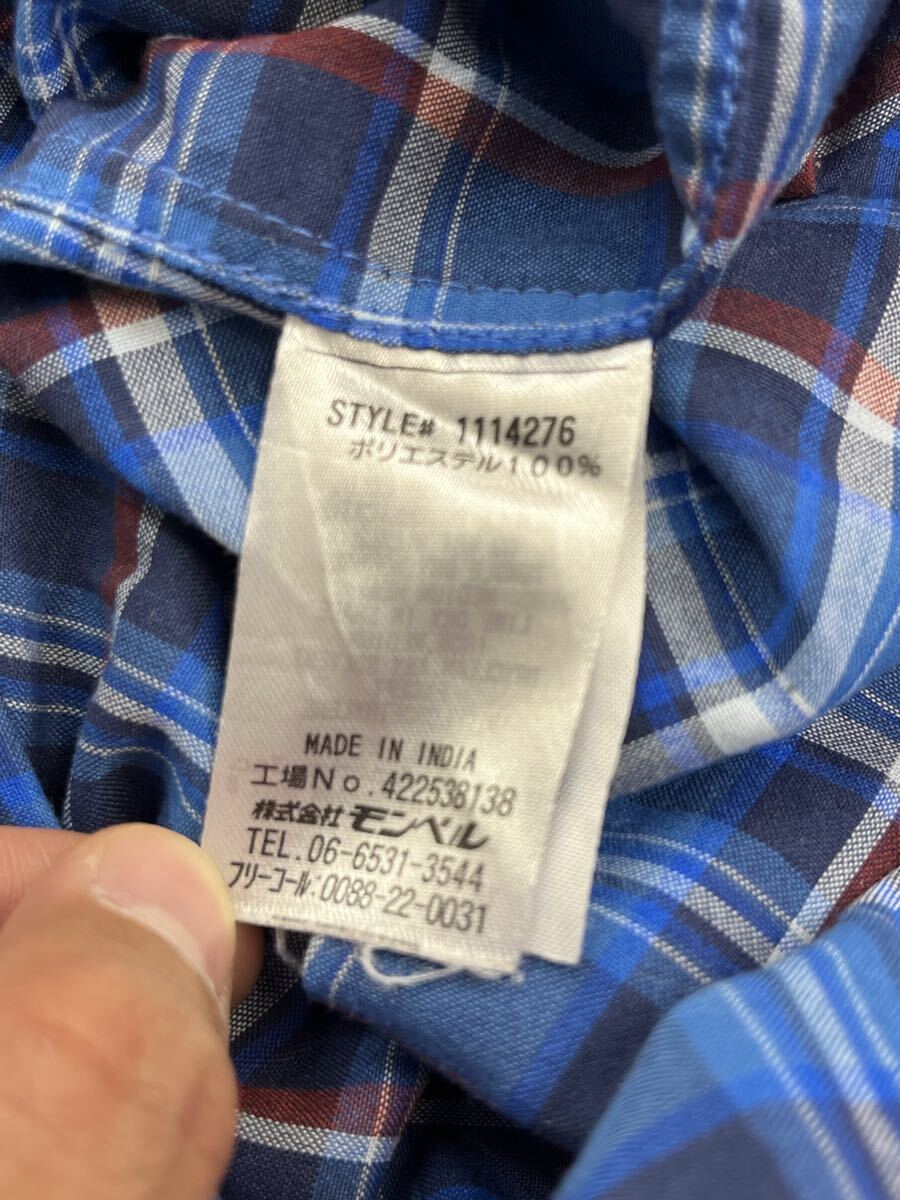 STYLE# 1114276
ポリエステル100%
MADE IN INDIA
工場No.422538138
株式会社モンベル
TEL.06-6531-3544
フリーコール:0088-22-0031